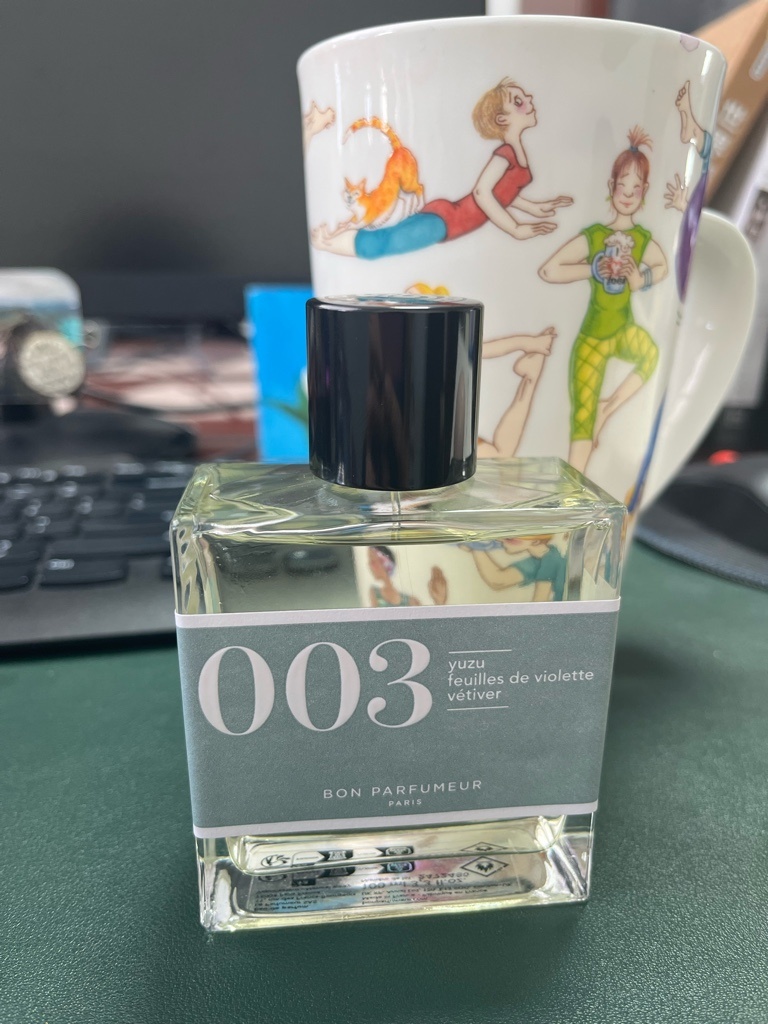 003
yuzu
feuilles de violette
vétiver
BON PARFUMEUR
PARIS